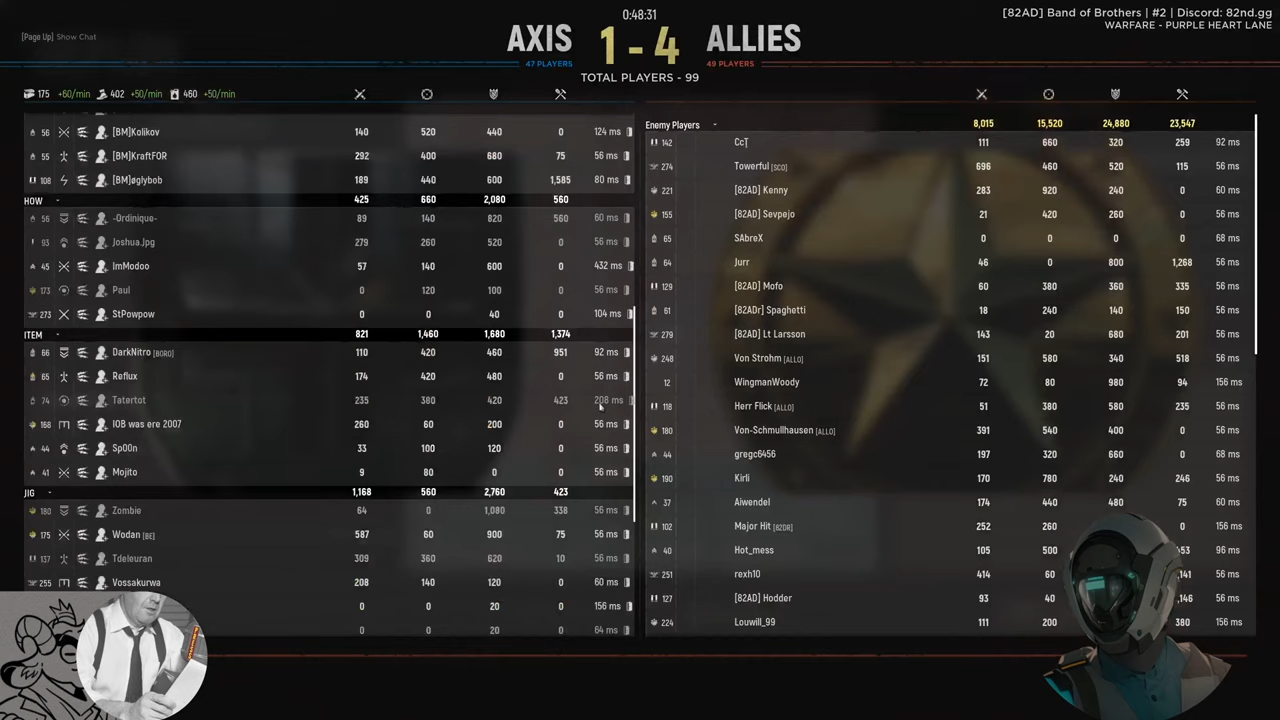 0:48:31
[82AD] Band of Brothers | #2 | Discord: 82nd.gg
WARFARE - PURPLE HEART LANE
[Page Up] Show Chat
AXIS 1 - 4 ALLIES
47 PLAYERS 49 PLAYERS
TOTAL PLAYERS - 99
175 +60/min 402 +50/min 460 +50/min
56 [BM]Kolikov 140 520 440 0 124 ms
55 [BM]KraftFOR 292 400 680 75 56 ms
108 [BM]øglybob 189 440 600 1,585 80 ms
HOW 425 660 2,080 560
56 -Ordinique- 89 140 820 560 60 ms
93 Joshua.Jpg 279 260 520 0 56 ms
45 ImModoo 57 140 600 0 432 ms
173 Paul 0 120 100 0 56 ms
273 StPowpow 0 0 40 0 104 ms
ITEM - 821 1,460 1,680 1,374
66 DarkNitro [BORO] 110 420 460 951 92 ms
65 Reflux 174 420 480 0 56 ms
74 Tatertot 235 380 420 423 208 ms
168 IOB was ere 2007 260 60 200 0 56 ms
44 Sp00n 33 100 120 0 56 ms
41 Mojito 9 80 0 0 56 ms
JIG - 1,168 560 2,760 423
180 Zombie 64 0 1,080 338 56 ms
175 Wodan [BE] 587 60 900 75 56 ms
137 Tdeleuran 309 360 620 10 56 ms
255 Vossakurwa 208 140 120 0 60 ms
0 0 20 0 156 ms
0 0 20 0 64 ms
Enemy Players - 8,015 15,520 24,880 23,547
142 CcT 111 660 320 259 92 ms
274 Towerful [SCO] 696 460 520 115 56 ms
221 [82AD] Kenny 283 920 240 0 60 ms
155 [82AD] Sevpejo 21 420 260 0 56 ms
65 SAbreX 0 0 0 0 68 ms
64 Jurr 46 0 800 1,268 56 ms
129 [82AD] Mofo 60 380 360 335 56 ms
61 [82ADr] Spaghetti 18 240 140 150 56 ms
279 [82AD] Lt Larsson 143 20 680 201 56 ms
248 Von Strohm [ALLO] 151 580 340 518 56 ms
12 WingmanWoody 72 80 980 94 156 ms
118 Herr Flick [ALLO] 51 380 580 235 56 ms
180 Von-Schmullhausen [ALLO] 391 540 400 0 56 ms
44 gregc6456 197 320 660 0 68 ms
190 Kirli 170 780 240 246 56 ms
37 Aiwendel 174 440 480 75 60 ms
102 Major Hit [82DR] 252 260 0 156 ms
40 Hot_mess 105 500 96 ms
251 rexh10 414 60 56 ms
127 [82AD] Hodder 93 40 56 ms
224 Louwill_99 111 200 380 156 ms